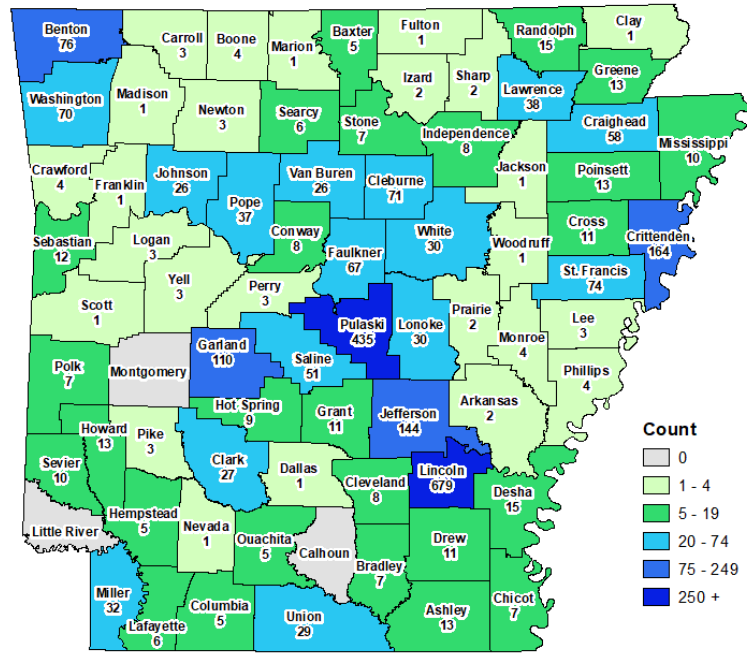 Benton
76
Carroll
3
Boone
4
Marion
1
Baxter
5
Fulton
1
Randolph
15
Clay
1
Izard
2
Sharp
2
Lawrence
38
Greene
13
Washington
70
Madison
1
Newton
3
Searcy
6
Stone
7
Independence
8
Craighead
58
Mississippi
10
Crawford
4
Franklin
1
Johnson
26
Pope
37
Van Buren
26
Cleburne
71
Jackson
1
Poinsett
13
Sebastian
12
Logan
3
Conway
8
Faulkner
67
White
30
Woodruff
1
Cross
11
Crittenden
164
St. Francis
74
Scott
1
Yell
3
Perry
3
Pulaski
435
Lonoke
30
Prairie
2
Monroe
4
Lee
3
Phillips
4
Polk
7
Montgomery
Garland
110
Saline
51
Hot Spring
9
Grant
11
Jefferson
144
Arkansas
2
Howard
13
Pike
3
Clark
27
Dallas
1
Cleveland
8
Lincoln
679
Desha
15
Sevier
10
Little River
Hempstead
5
Nevada
1
Ouachita
5
Calhoun
Bradley
7
Drew
11
Miller
32
Lafayette
6
Columbia
5
Union
29
Ashley
13
Chicot
7
Count
0
1 - 4
5 - 19
20 - 74
75 - 249
250 +